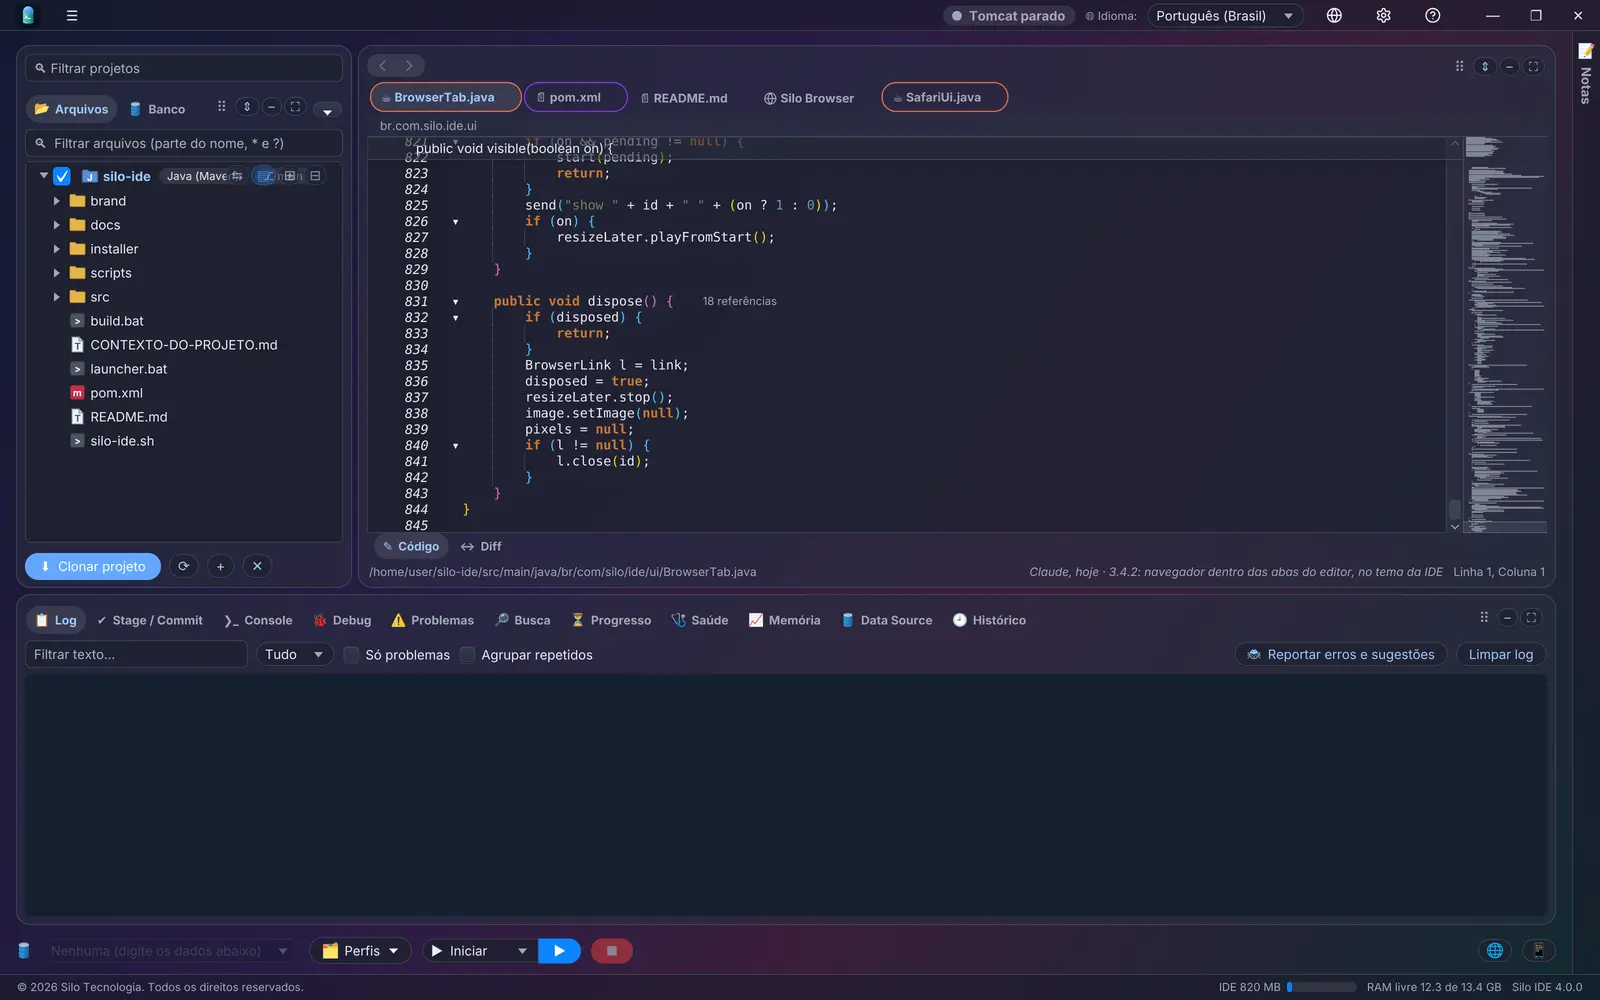 Tomcat parado
Idioma:
Português (Brasil)
Filtrar projetos
Arquivos
Banco
Filtrar arquivos (parte do nome, * e ?)
silo-ide
Java (Mave
brand
docs
installer
scripts
src
build.bat
CONTEXTO-DO-PROJETO.md
launcher.bat
pom.xml
README.md
silo-ide.sh
Clonar projeto
BrowserTab.java
pom.xml
README.md
Silo Browser
SafariUi.java
br.com.silo.ide.ui
821 if (on && pending != null) {
public void visible(boolean on) {
822 start(pending);
823 return;
824 }
825 send("show " + id + " " + (on ? 1 : 0));
826 if (on) {
827 resizeLater.playFromStart();
828 }
829 }
830
831 public void dispose() { 18 referências
832 if (disposed) {
833 return;
834 }
835 BrowserLink l = link;
836 disposed = true;
837 resizeLater.stop();
838 image.setImage(null);
839 pixels = null;
840 if (l != null) {
841 l.close(id);
842 }
843 }
844 }
845
Código
Diff
/home/user/silo-ide/src/main/java/br/com/silo/ide/ui/BrowserTab.java
Claude, hoje · 3.4.2: navegador dentro das abas do editor, no tema da IDE
Linha 1, Coluna 1
Notas
Log
Stage / Commit
Console
Debug
Problemas
Busca
Progresso
Saúde
Memória
Data Source
Histórico
Filtrar texto...
Tudo
Só problemas
Agrupar repetidos
Reportar erros e sugestões
Limpar log
Nenhuma (digite os dados abaixo)
Perfis
Iniciar
© 2026 Silo Tecnologia. Todos os direitos reservados.
IDE 820 MB
RAM livre 12.3 de 13.4 GB
Silo IDE 4.0.0